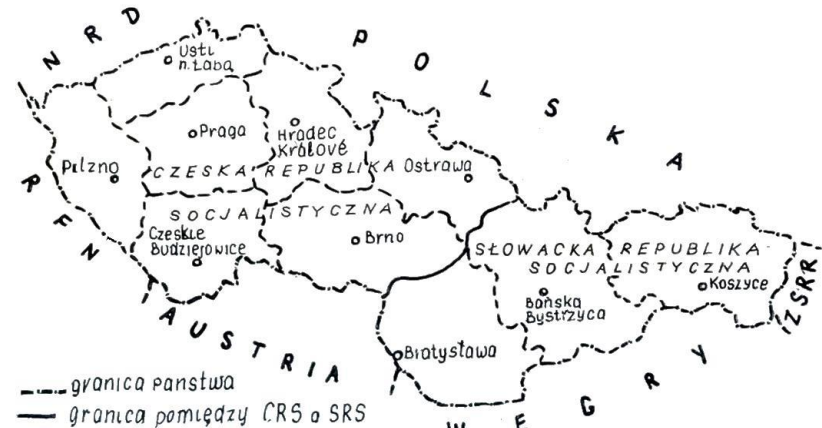 NRD
POLSKA
Usti
n. Łabą
Praga
Hradec
Králové
Pilzno
CZESKA REPUBLIKA
Ostrawa
RFN
SOCJALISTYCZNA
Czeskie
Budziejowice
Brno
SŁOWACKA REPUBLIKA
SOCJALISTYCZNA
Koszyce
ZSRR
Bańska
Bystrzyca
AUSTRIA
Bratysława
WĘGRY
granica państwa
granica pomiędzy CRS a SRS